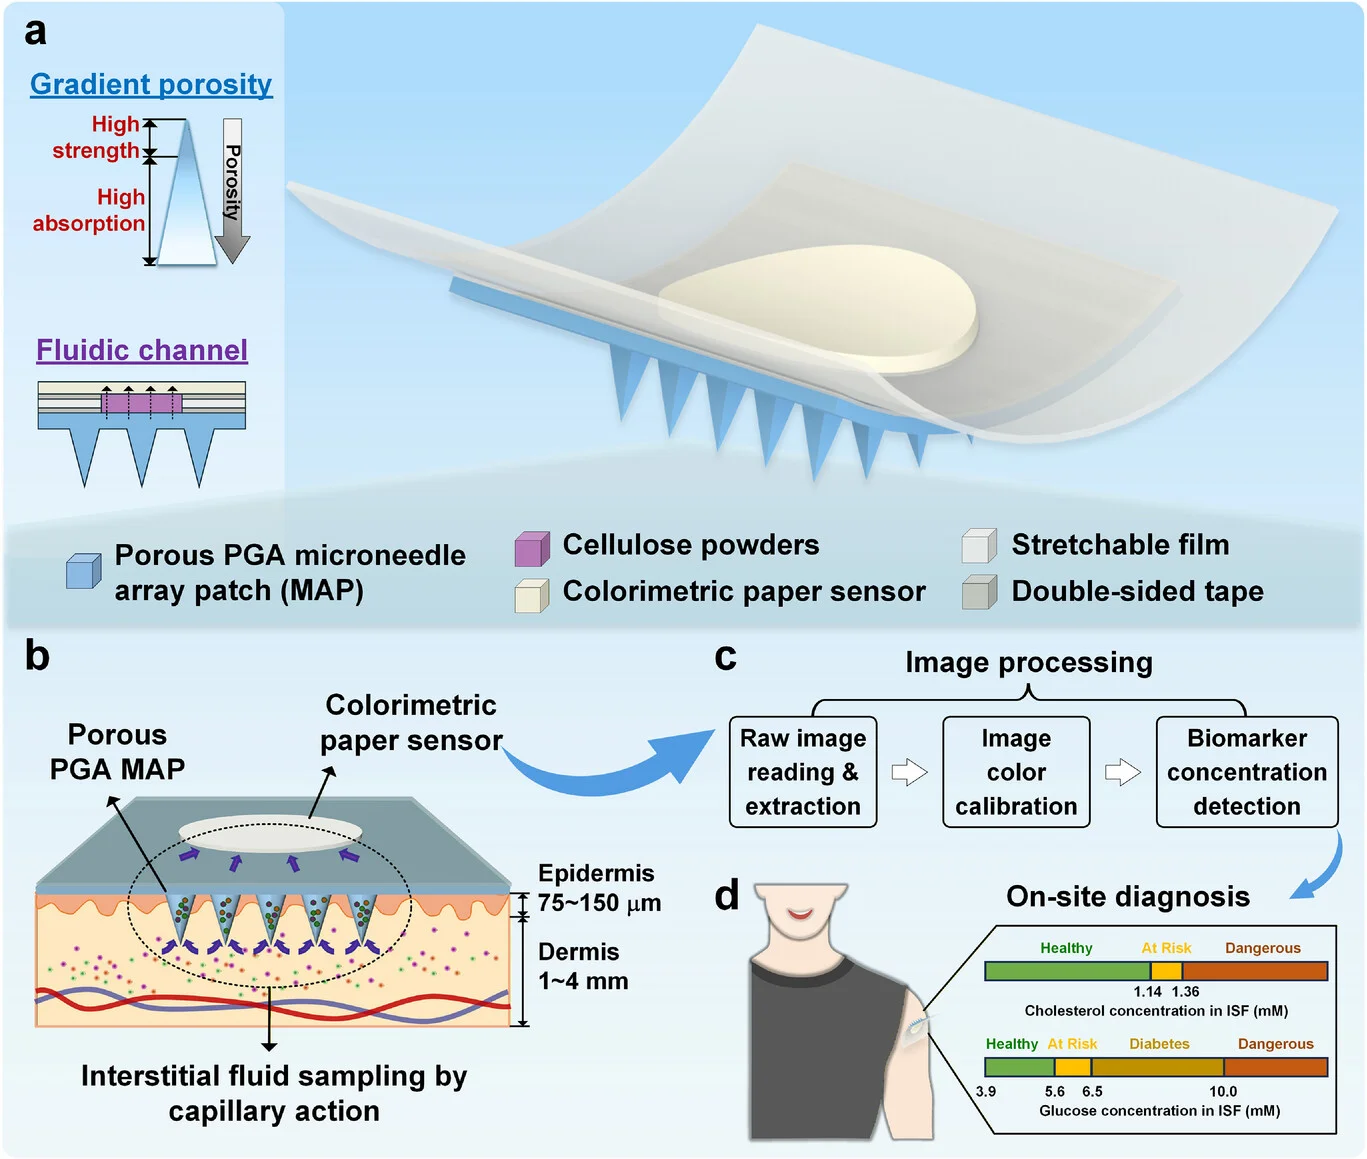 a
Gradient porosity
High
strength
High
absorption
Porosity
Fluidic channel
Porous PGA microneedle
array patch (MAP)
Cellulose powders
Colorimetric paper sensor
Stretchable film
Double-sided tape
b
Porous
PGA MAP
Colorimetric
paper sensor
Epidermis
75~150 μm
Dermis
1~4 mm
Interstitial fluid sampling by
capillary action
c
Image processing
Raw image
reading &
extraction
Image
color
calibration
Biomarker
concentration
detection
d
On-site diagnosis
Healthy At Risk Dangerous
1.14 1.36
Cholesterol concentration in ISF (mM)
Healthy At Risk Diabetes Dangerous
3.9 5.6 6.5 10.0
Glucose concentration in ISF (mM)